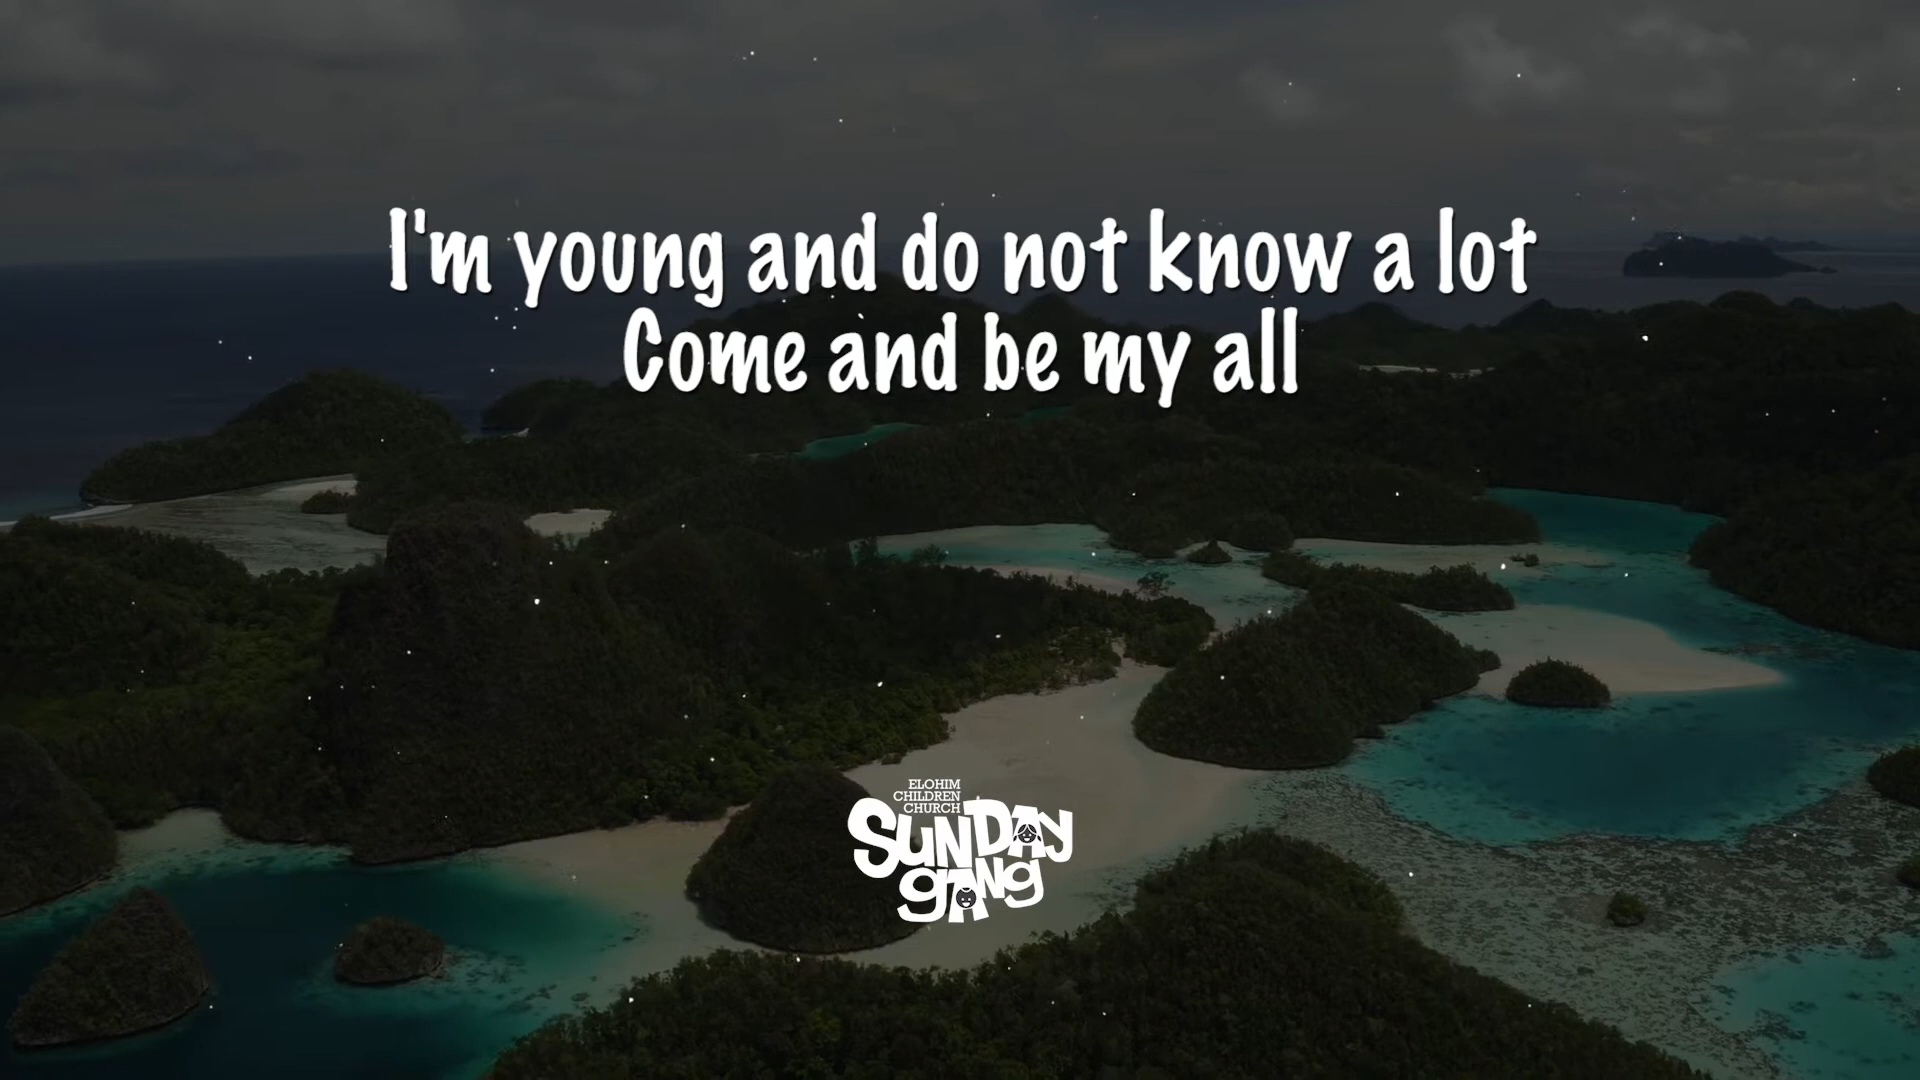 I'm young and do not know a lot
Come and be my all
ELOHIM
CHILDREN
CHURCH
SUNDAY
gANg